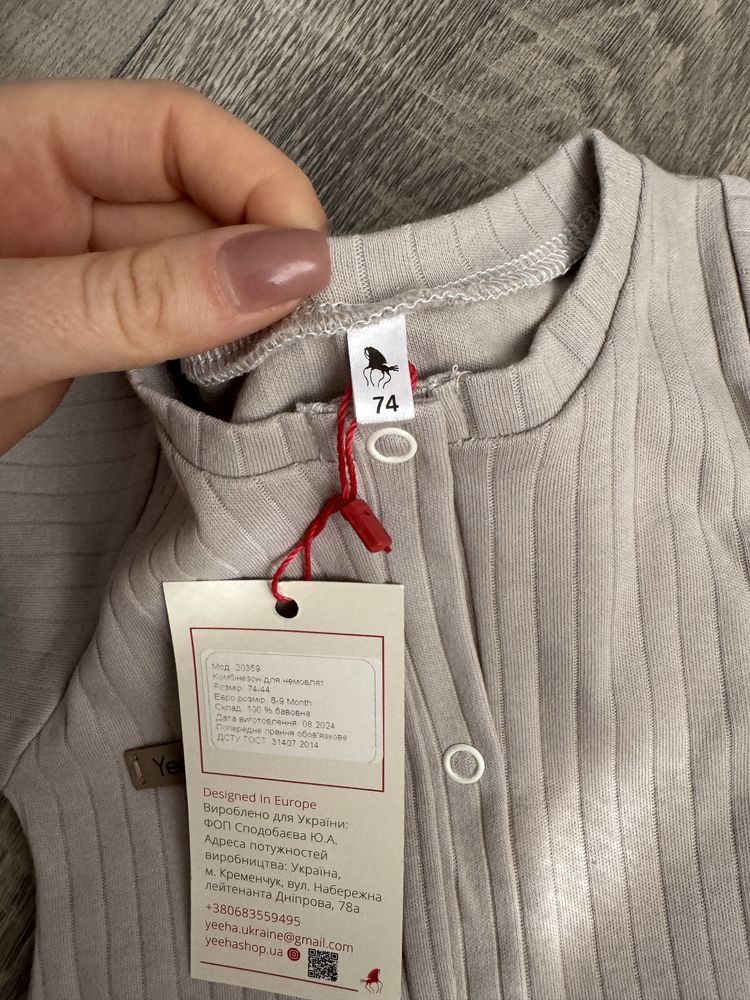 74
Мод. 20359
Комбінезон для немовлят
Розмір: 74/44
Евро розмір: 6-9 Month
Склад: 100 % бавовна
Дата виготовлення: 08.2024
Попереднє прання обов'язкове
ДСТУ ГОСТ: 31407:2014
Ye
Designed In Europe
Вироблено для України:
ФОП Сподобаєва Ю.А.
Адреса потужностей
виробництва: Україна,
м. Кременчук, вул. Набережна
лейтенанта Дніпрова, 78а
+380683559495
yeeha.ukraine@gmail.com
yeehashop.ua